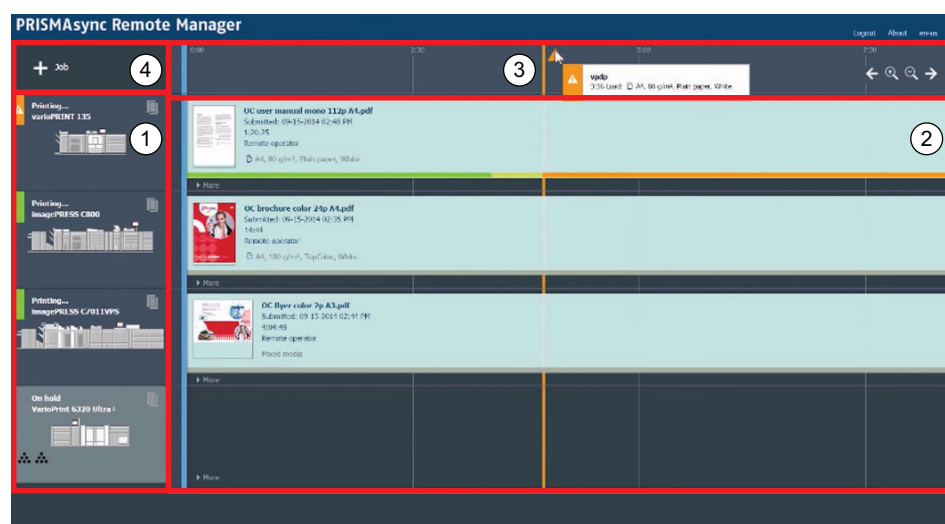 PRISMAsync Remote Manager
Logout About en-us
+ Job
4
0:00 2:30 5:00 7:30
3
vpdp
3:56 Load: A4, 80 g/m², Plain paper, White
Printing...
varioPRINT 135
1
OC user manual mono 112p A4.pdf
Submitted: 09-15-2014 02:48 PM
1:20:25
Remote operator
A4, 80 g/m², Plain paper, White
2
More
Printing...
imagePRESS C800
OC brochure color 24p A4.pdf
Submitted: 09-15-2014 02:35 PM
14:44
Remote operator
A4, 100 g/m², TopColor, White
More
Printing...
imagePRESS C7011VPS
OC flyer color 2p A3.pdf
Submitted: 09-15-2014 02:44 PM
4:04:49
Remote operator
Mixed media
More
On hold
VarioPrint 6320 Ultra+
More